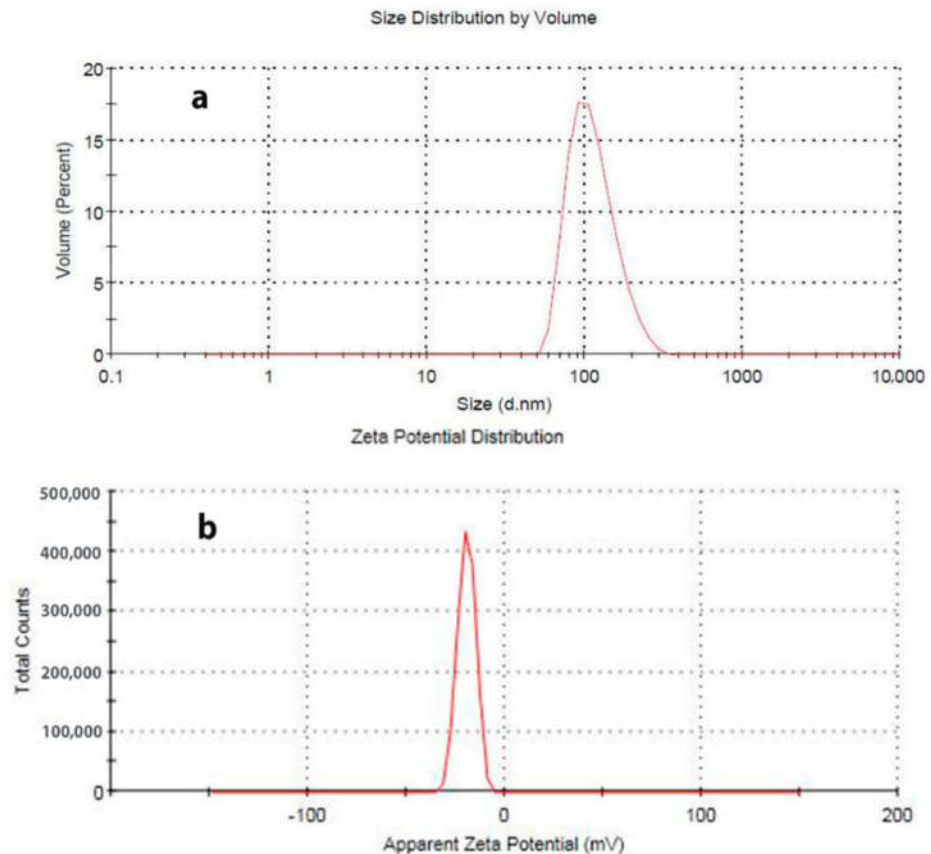 Size Distribution by Volume
a
20
15
10
5
0
Volume (Percent)
0.1 1 10 100 1000 10,000
Size (d.nm)
Zeta Potential Distribution
b
500,000
400,000
300,000
200,000
100,000
0
Total Counts
-100 0 100 200
Apparent Zeta Potential (mV)